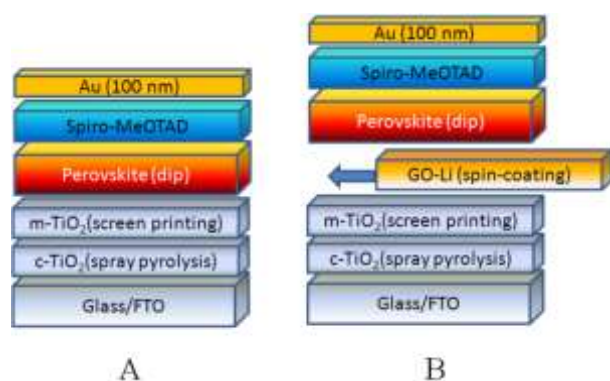 Au (100 nm)
Spiro-MeOTAD
Perovskite (dip)
m-TiO₂(screen printing)
c-TiO₂(spray pyrolysis)
Glass/FTO
A
Au (100 nm)
Spiro-MeOTAD
Perovskite (dip)
GO-Li (spin-coating)
m-TiO₂(screen printing)
c-TiO₂(spray pyrolysis)
Glass/FTO
B